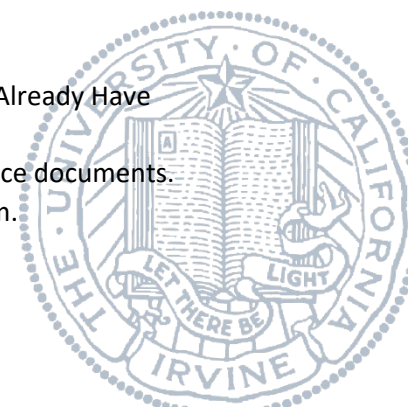 Already Have
ce documents.
n.
THE · UNIVERSITY · OF · CALIFORNIA
A
LET THERE BE LIGHT
IRVINE